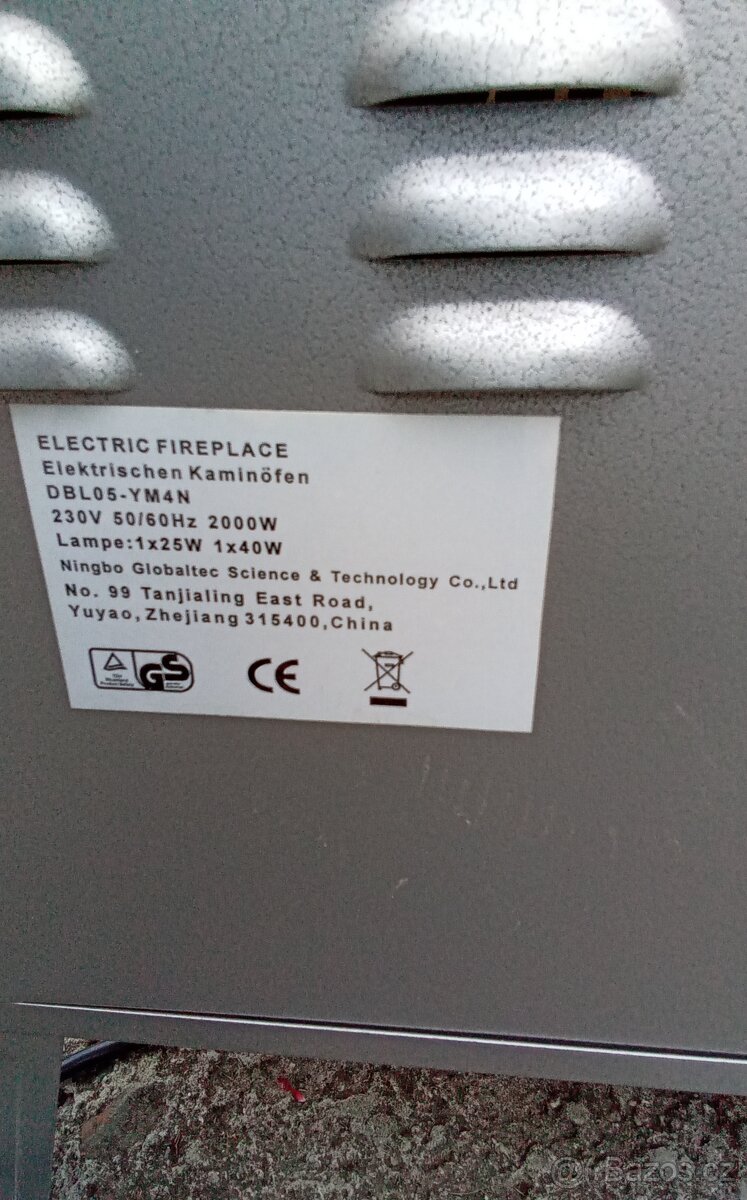 ELECTRIC FIREPLACE
Elektrischen Kaminöfen
DBL05-YM4N
230V 50/60Hz 2000W
Lampe:1x25W 1x40W
Ningbo Globaltec Science & Technology Co.,Ltd
No. 99 Tanjialing East Road,
Yuyao, Zhejiang 315400, China
GS
CE
Bazos.cz